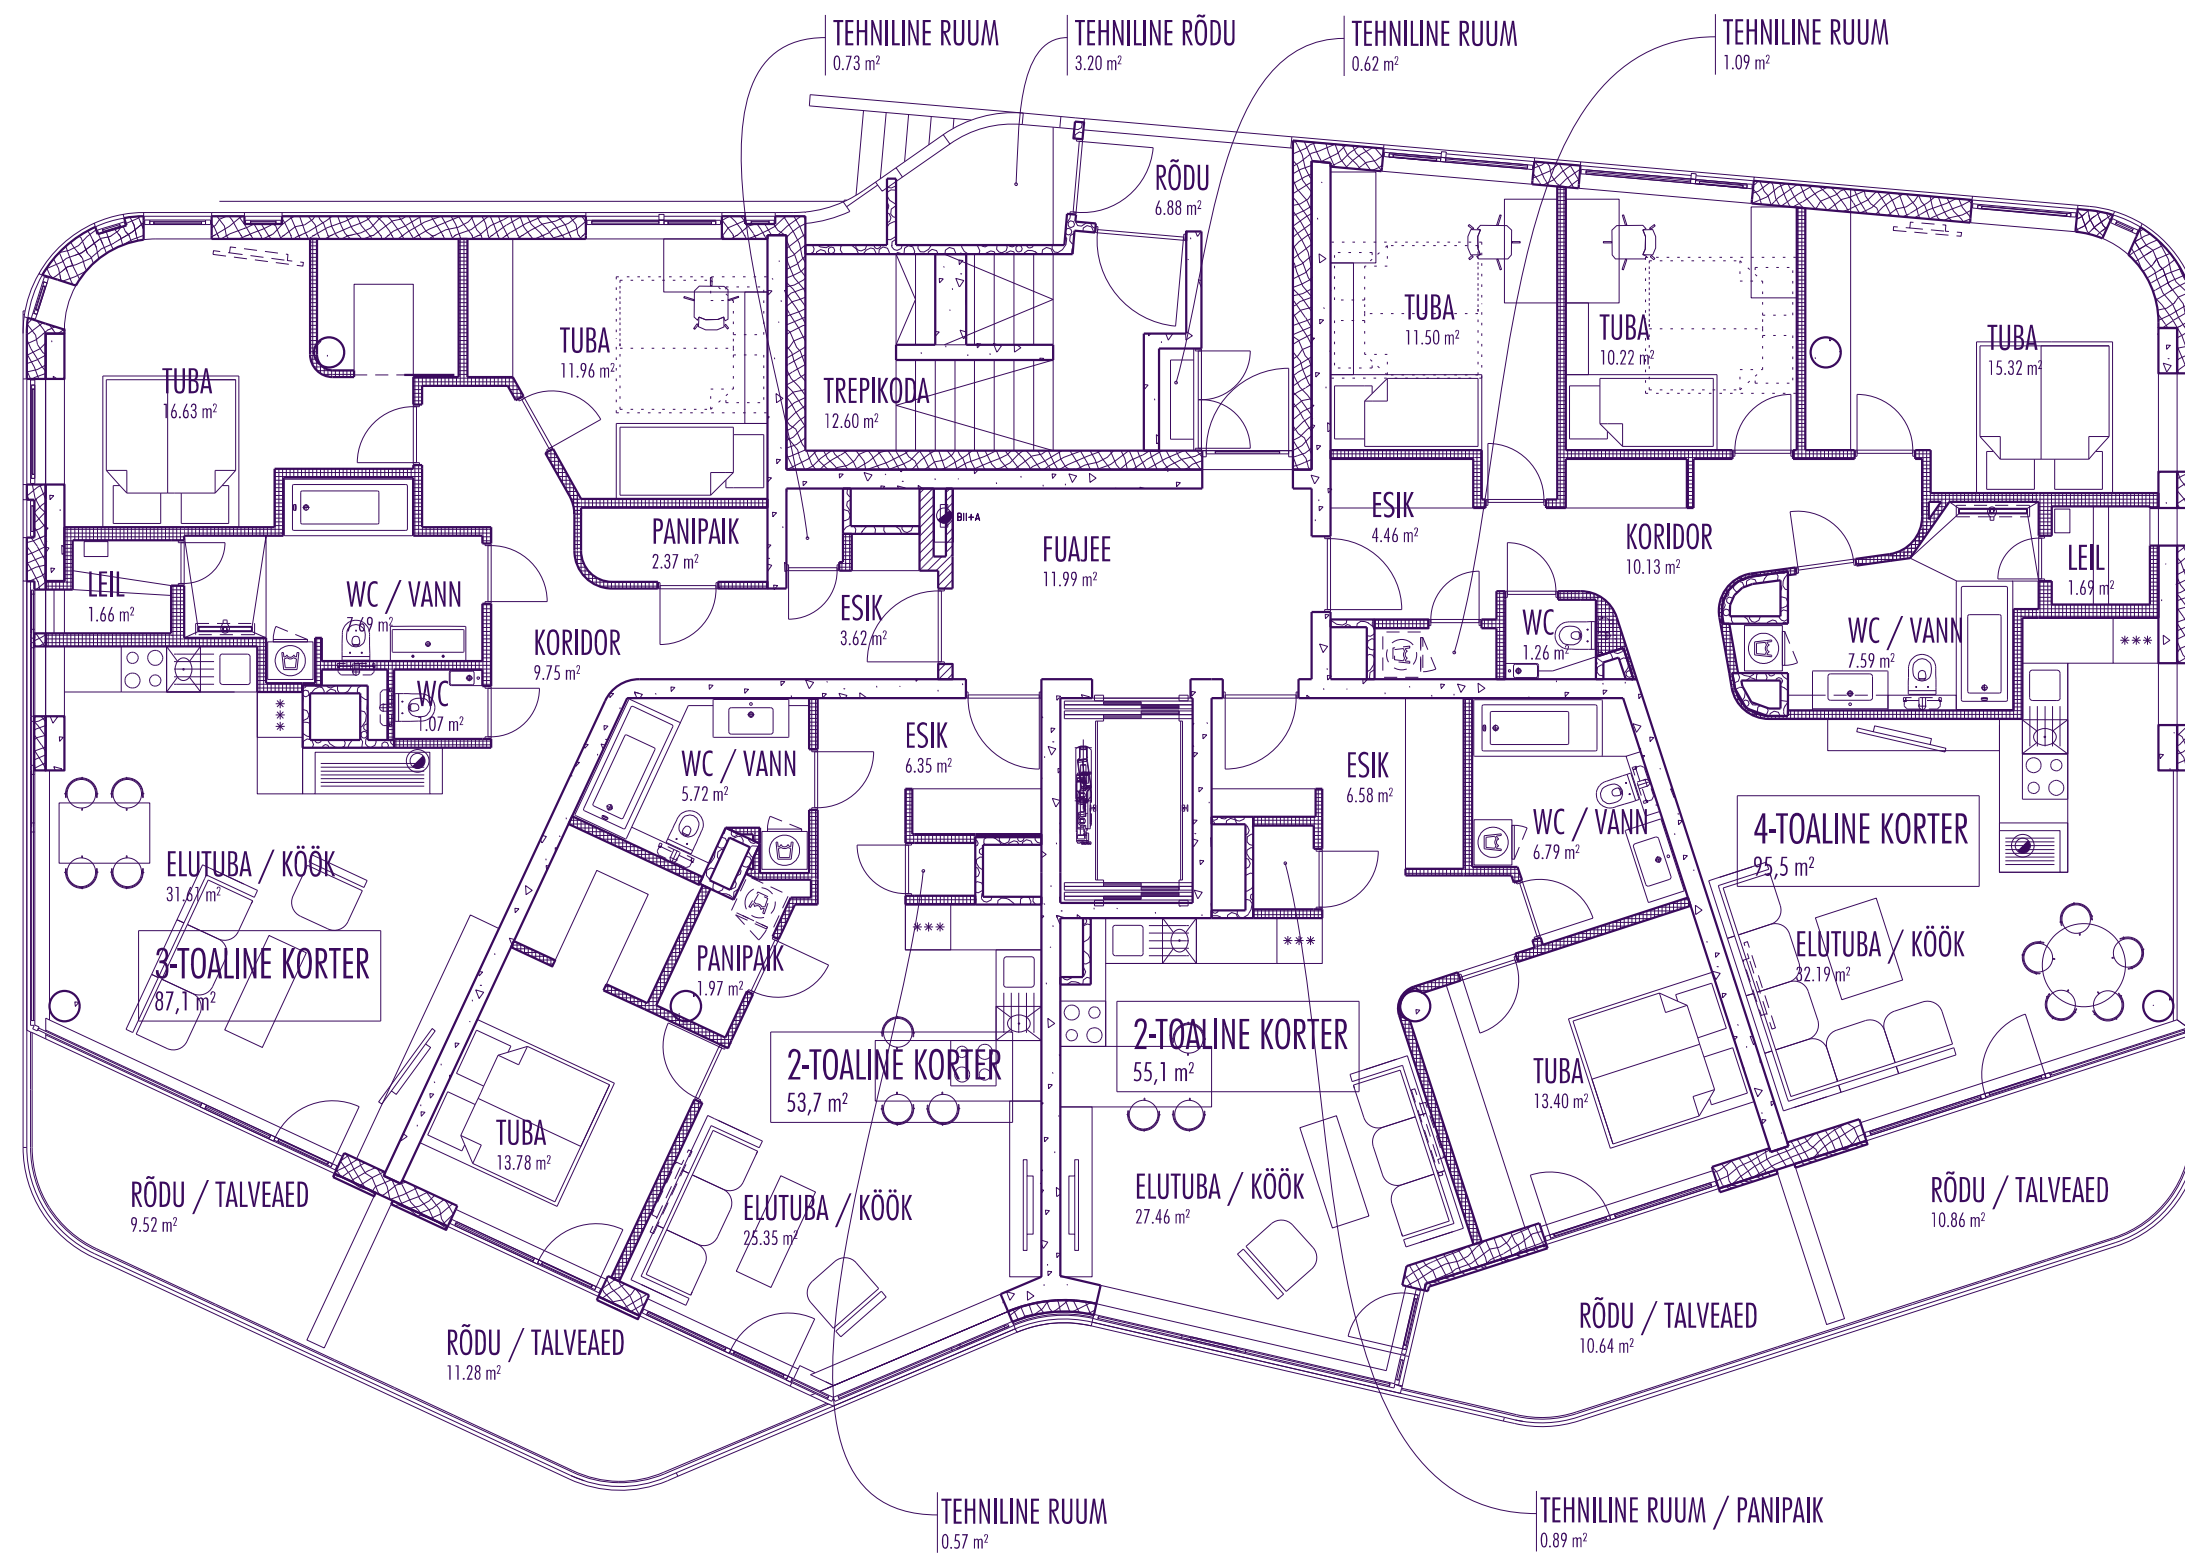 TEHNILINE RUUM
0.73 m²
TEHNILINE RÕDU
3.20 m²
TEHNILINE RUUM
0.62 m²
TEHNILINE RUUM
1.09 m²
RÕDU
6.88 m²
TUBA
16.63 m²
TUBA
11.96 m²
TREPIKODA
12.60 m²
TUBA
11.50 m²
TUBA
10.22 m²
TUBA
15.32 m²
PANIPAIK
2.37 m²
BII+A
FUAJEE
11.99 m²
ESIK
4.46 m²
KORIDOR
10.13 m²
LEIL
1.66 m²
WC / VANN
7.69 m²
KORIDOR
9.75 m²
ESIK
3.62 m²
WC
1.26 m²
WC / VANN
7.59 m²
LEIL
1.69 m²
WC
1.07 m²
WC / VANN
5.72 m²
ESIK
6.35 m²
ESIK
6.58 m²
WC / VANN
6.79 m²
4-TOALINE KORTER
95,5 m²
ELUTUBA / KÖÖK
31.61 m²
3-TOALINE KORTER
87,1 m²
PANIPAIK
1.97 m²
ELUTUBA / KÖÖK
32.19 m²
2-TOALINE KORTER
53,7 m²
2-TOALINE KORTER
55,1 m²
TUBA
13.78 m²
TUBA
13.40 m²
RÕDU / TALVEAED
9.52 m²
ELUTUBA / KÖÖK
25.35 m²
ELUTUBA / KÖÖK
27.46 m²
RÕDU / TALVEAED
10.86 m²
RÕDU / TALVEAED
11.28 m²
RÕDU / TALVEAED
10.64 m²
TEHNILINE RUUM
0.57 m²
TEHNILINE RUUM / PANIPAIK
0.89 m²